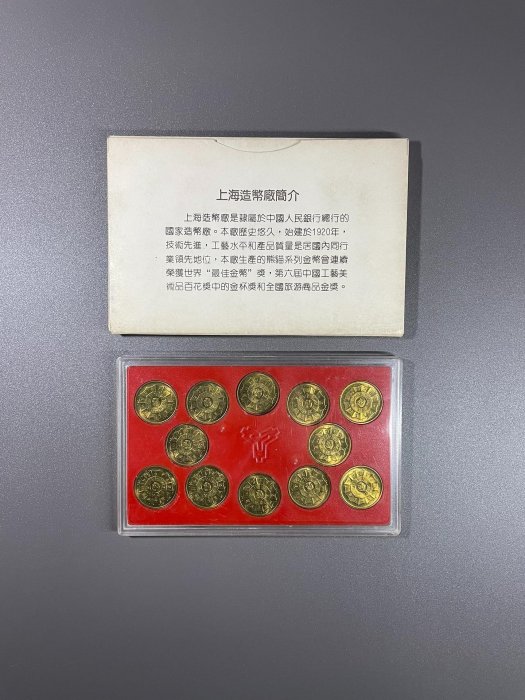 上海造幣廠簡介
上海造幣廠是隸屬於中國人民銀行總行的
國家造幣廠。本廠歷史悠久，始建於1920年，
技術先進，工藝水平和產品質量是居國內同行
業領先地位，本廠生產的熊貓系列金幣曾連續
榮獲世界“最佳金幣”獎，第六屆中國工藝美
術品百花獎中的金杯獎和全國旅游商品金獎。